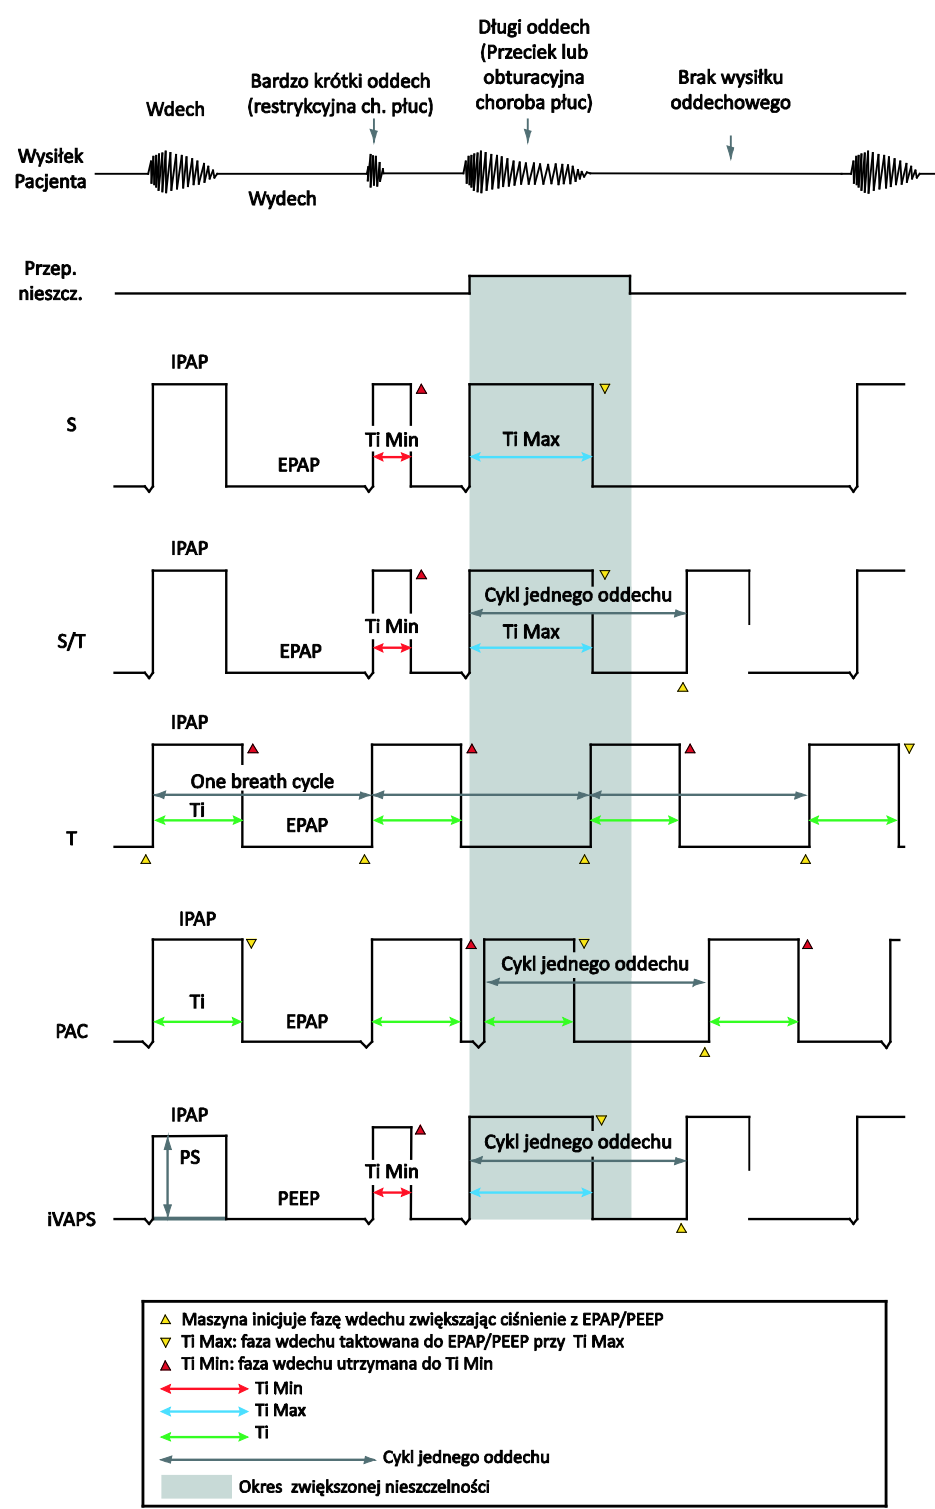 Długi oddech
(Przeciek lub
obturacyjna
choroba płuc)
Bardzo krótki oddech
(restrykcyjna ch. płuc)
Brak wysiłku
oddechowego
Wdech
Wysiłek
Pacjenta
Wydech
Przep.
nieszcz.
IPAP
S
Ti Min
Ti Max
EPAP
IPAP
Cykl jednego oddechu
Ti Min
Ti Max
S/T
EPAP
IPAP
One breath cycle
Ti
EPAP
T
IPAP
Cykl jednego oddechu
Ti
EPAP
PAC
IPAP
Cykl jednego oddechu
PS
Ti Min
PEEP
iVAPS
Maszyna inicjuje fazę wdechu zwiększając ciśnienie z EPAP/PEEP
Ti Max: faza wdechu taktowana do EPAP/PEEP przy Ti Max
Ti Min: faza wdechu utrzymana do Ti Min
Ti Min
Ti Max
Ti
Cykl jednego oddechu
Okres zwiększonej nieszczelności